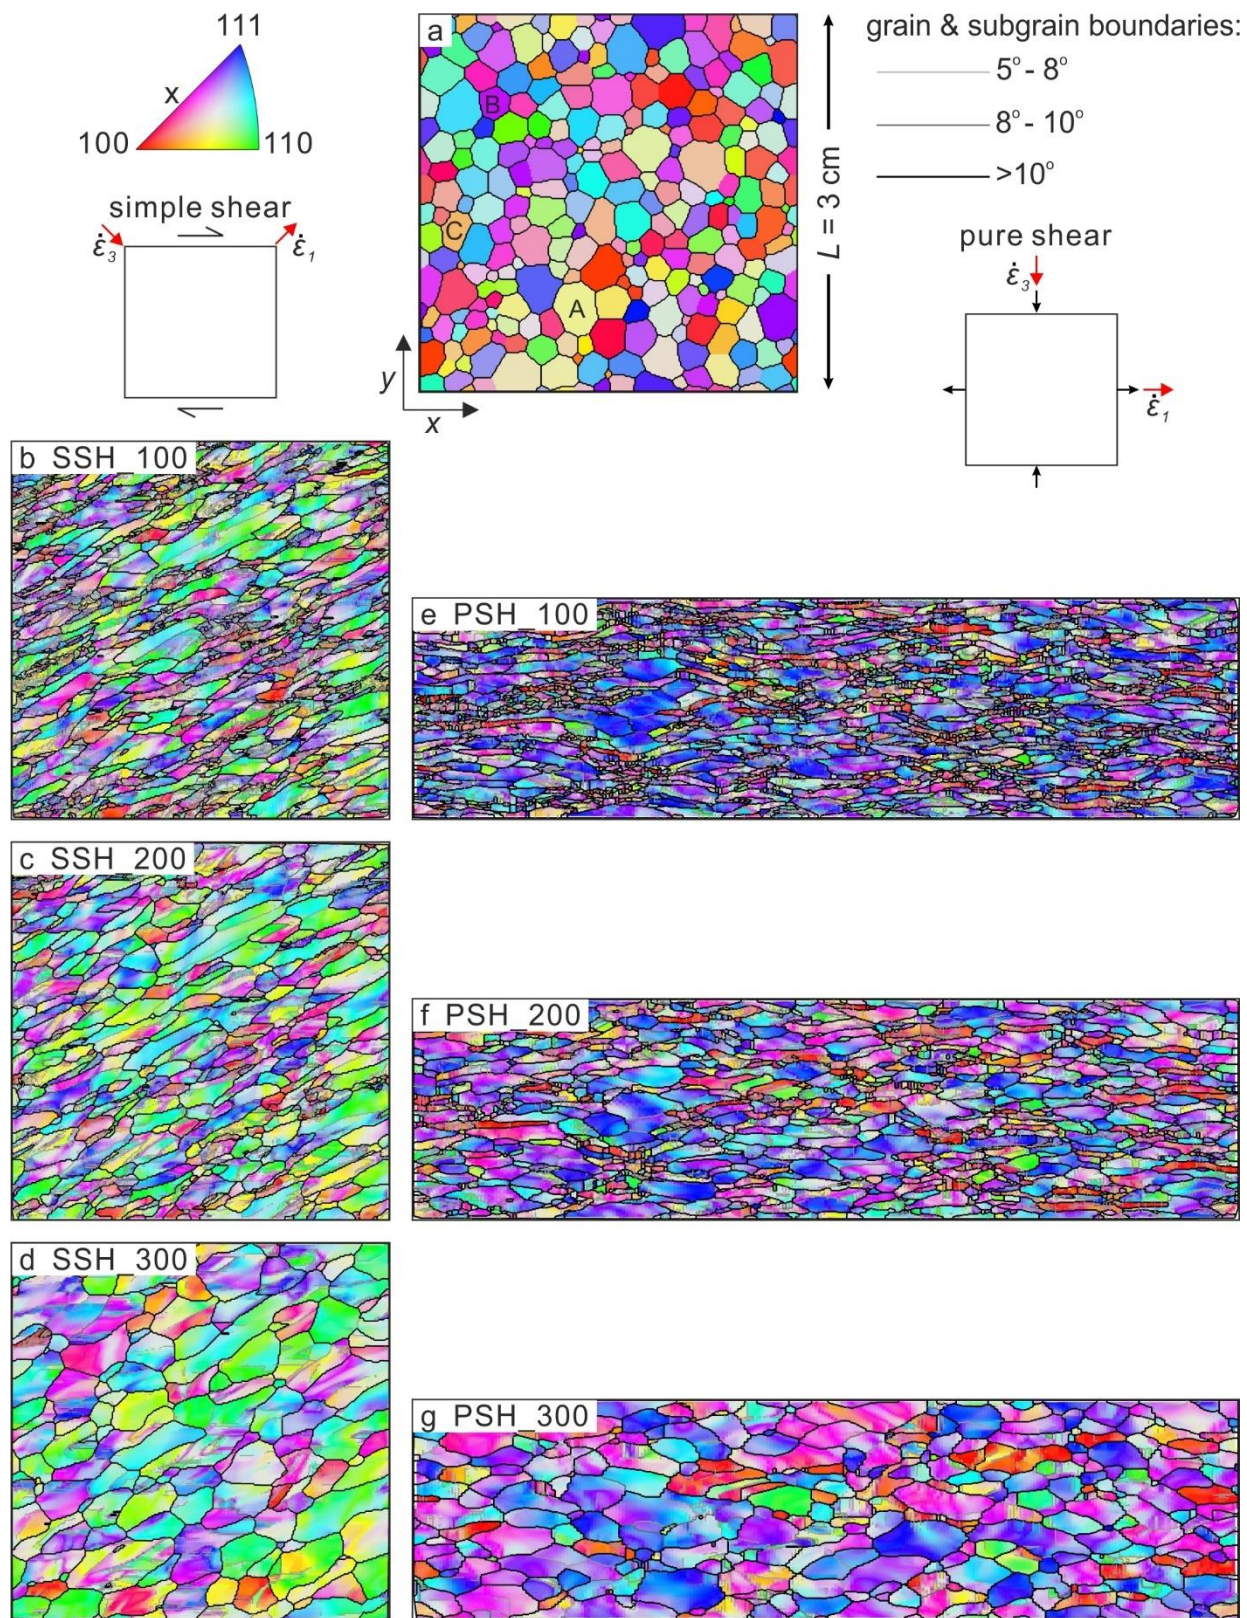 111
x
100
110
simple shear
ε̇₃
ε̇₁
a
B
C
A
y
x
L = 3 cm
grain & subgrain boundaries:
5° - 8°
8° - 10°
>10°
pure shear
ε̇₃
ε̇₁
b SSH_100
e PSH_100
c SSH_200
f PSH_200
d SSH_300
g PSH_300